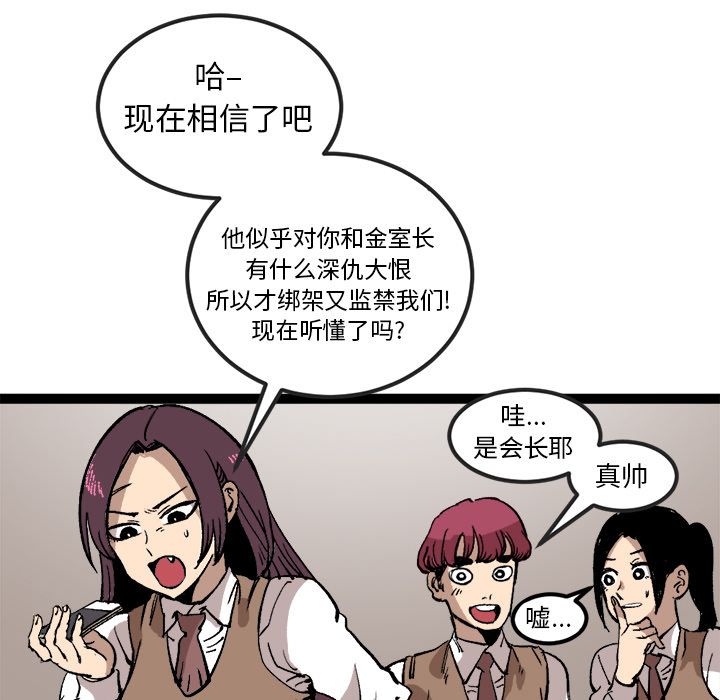 哈–
现在相信了吧
他似乎对你和金室长
有什么深仇大恨
所以才绑架又监禁我们!
现在听懂了吗?
哇...
是会长耶
真帅
嘘...